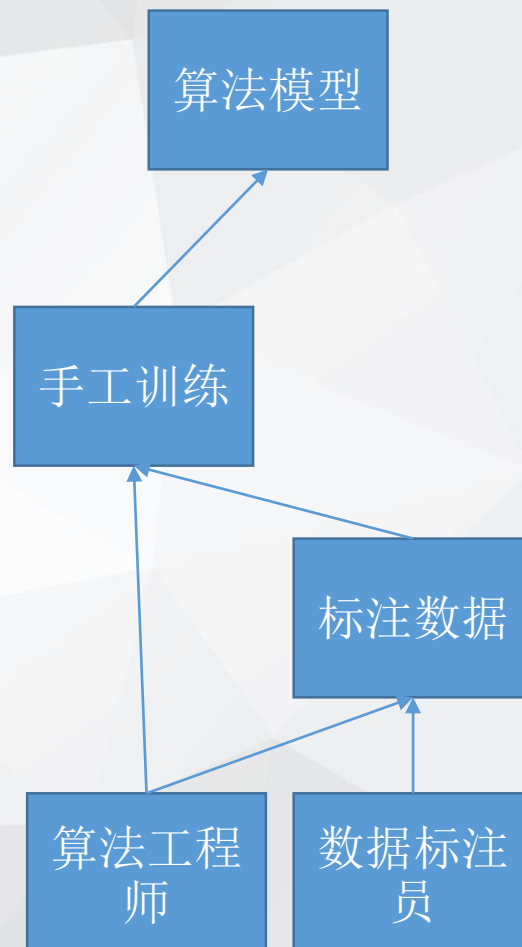 算法模型
手工训练
标注数据
算法工程
师
数据标注
员